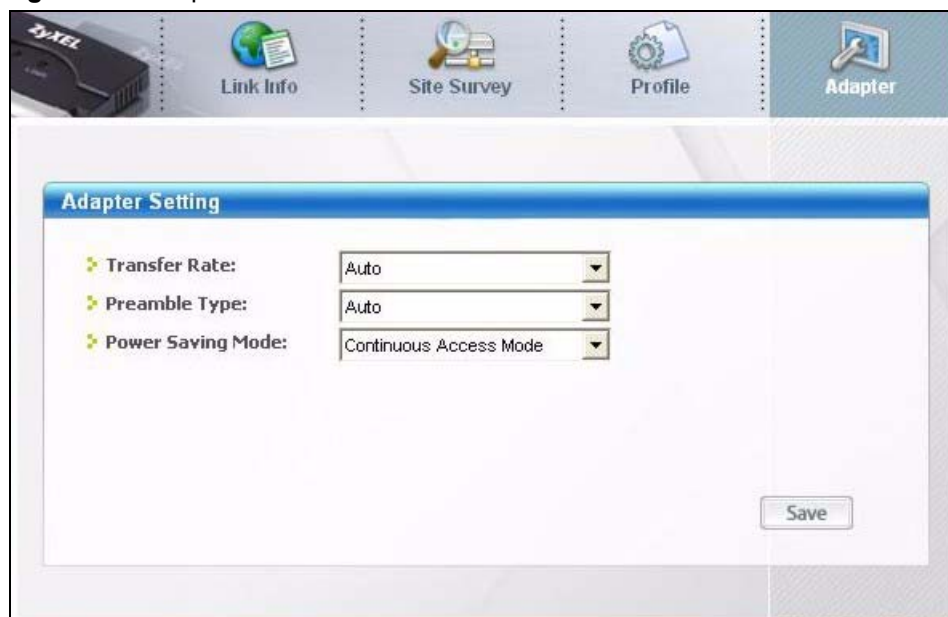 ZyXEL
Link Info
Site Survey
Profile
Adapter
Adapter Setting
Transfer Rate:
Auto
Preamble Type:
Auto
Power Saving Mode:
Continuous Access Mode
Save